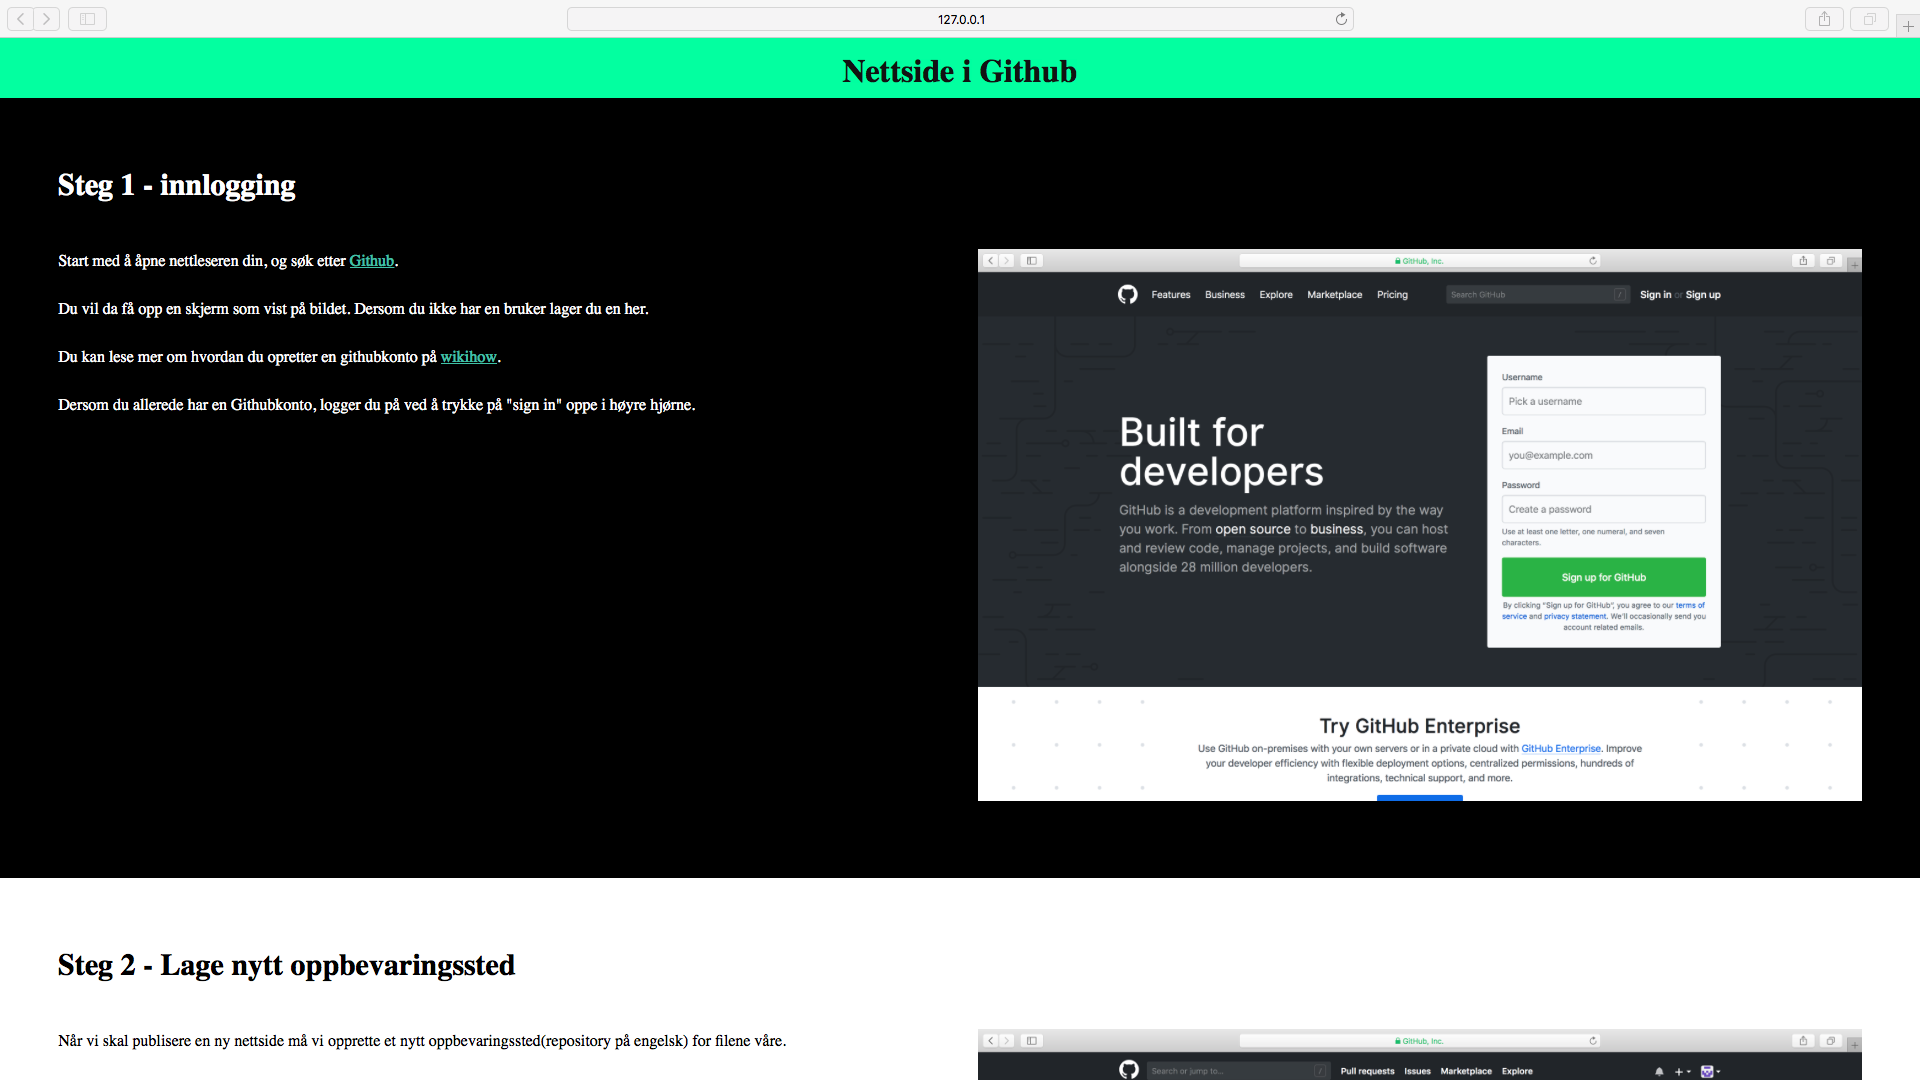 127.0.0.1
Nettside i Github
Steg 1 - innlogging
Start med å åpne nettleseren din, og søk etter Github.
Du vil da få opp en skjerm som vist på bildet. Dersom du ikke har en bruker lager du en her.
Du kan lese mer om hvordan du opretter en githubkonto på wikihow.
Dersom du allerede har en Githubkonto, logger du på ved å trykke på "sign in" oppe i høyre hjørne.
GitHub, Inc.
Features Business Explore Marketplace Pricing Search GitHub / Sign in or Sign up
Built for
developers
GitHub is a development platform inspired by the way
you work. From open source to business, you can host
and review code, manage projects, and build software
alongside 28 million developers.
Username
Pick a username
Email
you@example.com
Password
Create a password
Use at least one letter, one numeral, and seven
characters.
Sign up for GitHub
By clicking "Sign up for GitHub", you agree to our terms of
service and privacy statement. We'll occasionally send you
account related emails.
Try GitHub Enterprise
Use GitHub on-premises with your own servers or in a private cloud with GitHub Enterprise. Improve
your developer efficiency with flexible deployment options, centralized permissions, hundreds of
integrations, technical support, and more.
Steg 2 - Lage nytt oppbevaringssted
Når vi skal publisere en ny nettside må vi opprette et nytt oppbevaringssted(repository på engelsk) for filene våre.
GitHub, Inc.
Search or jump to... / Pull requests Issues Marketplace Explore